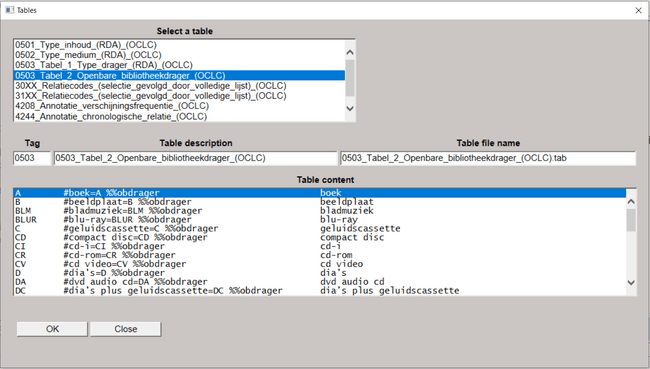 Tables
Select a table
0501_Type_inhoud_(RDA)_(OCLC)
0502_Type_medium_(RDA)_(OCLC)
0503_Tabel_1_Type_drager_(RDA)_(OCLC)
0503_Tabel_2_Openbare_bibliotheekdrager_(OCLC)
30XX_Relatiecodes_(selectie_gevolgd_door_volledige_lijst)_(OCLC)
31XX_Relatiecodes_(selectie_gevolgd_door_volledige_lijst)_(OCLC)
4208_Annotatie_verschijningsfrequentie_(OCLC)
4244_Annotatie_chronologische_relatie_(OCLC)
Tag Table description Table file name
0503 0503_Tabel_2_Openbare_bibliotheekdrager_(OCLC) 0503_Tabel_2_Openbare_bibliotheekdrager_(OCLC).tab
Table content
A #boek=A %%obdrager boek
B #beeldplaat=B %%obdrager beeldplaat
BLM #bladmuziek=BLM %%obdrager bladmuziek
BLUR #blu-ray=BLUR %%obdrager blu-ray
C #geluidscassette=C %%obdrager geluidscassette
CD #compact disc=CD %%obdrager compact disc
CI #cd-i=CI %%obdrager cd-i
CR #cd-rom=CR %%obdrager cd-rom
CV #cd video=CV %%obdrager cd video
D #dia's=D %%obdrager dia's
DA #dvd audio cd=DA %%obdrager dvd audio cd
DC #dia's plus geluidscassette=DC %%obdrager dia's plus geluidscassette
OK Close